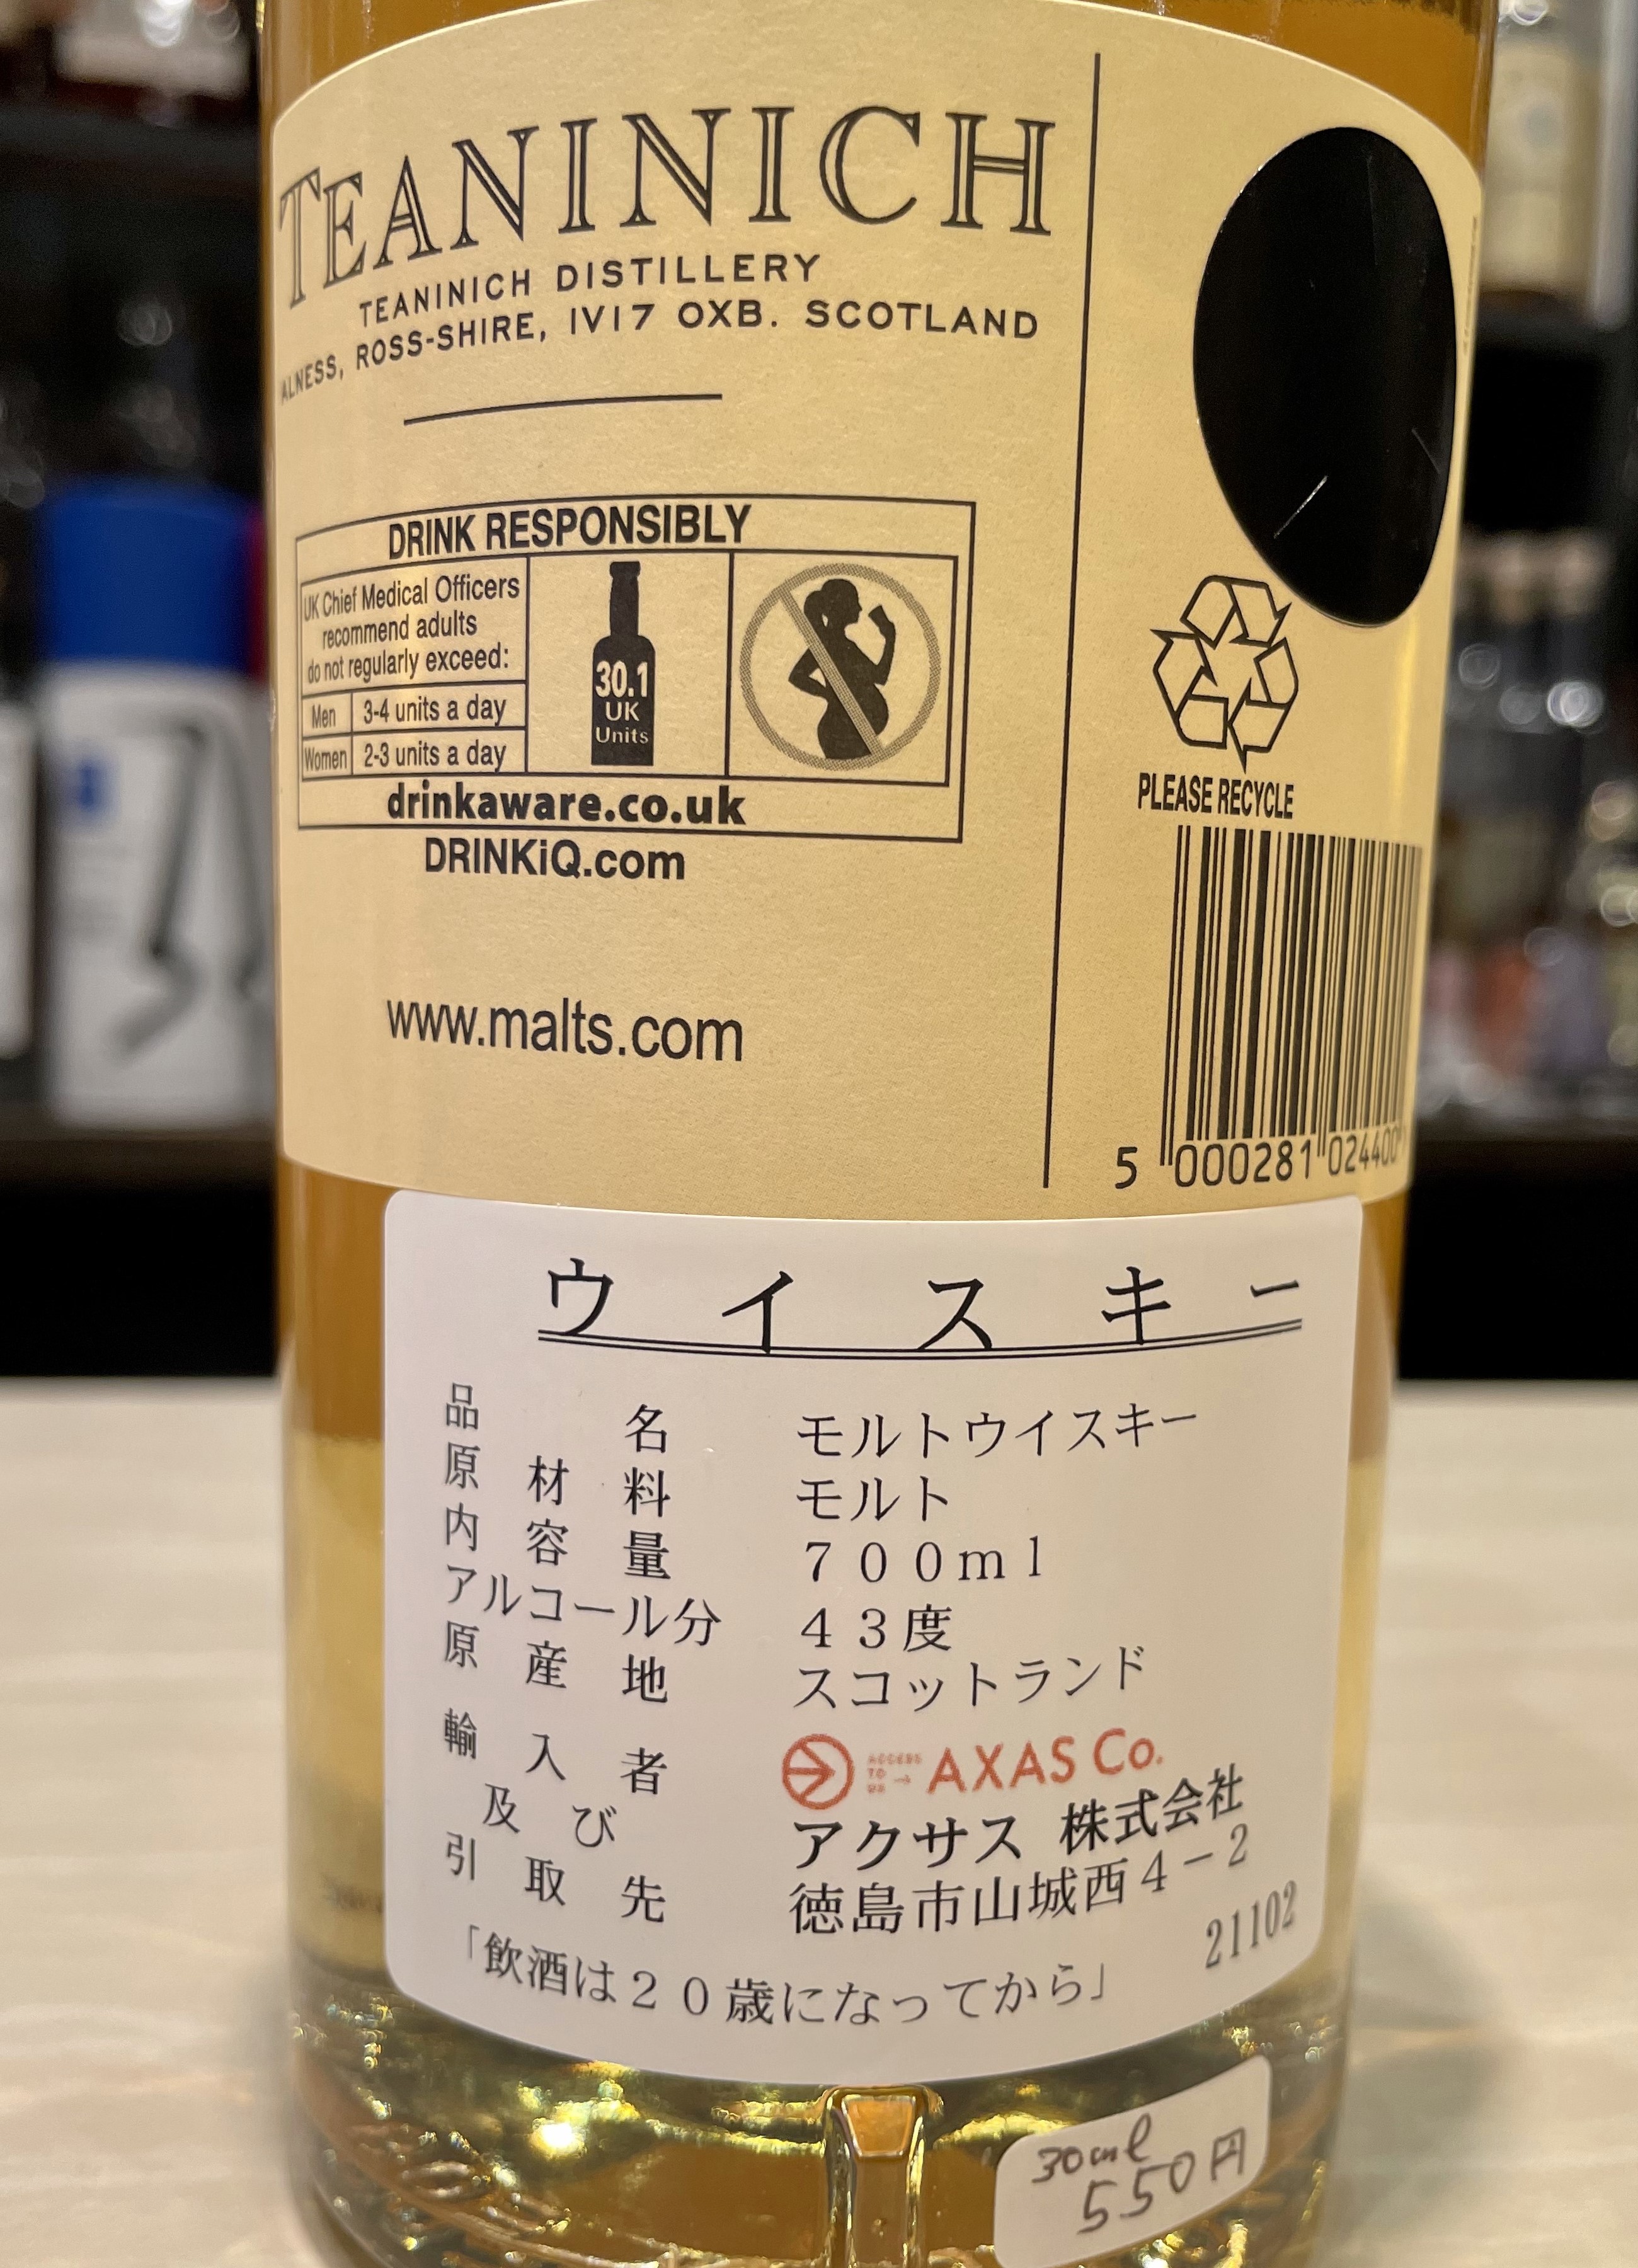 TEANINICH
TEANINICH DISTILLERY
ALNESS, ROSS-SHIRE, IV17 OXB. SCOTLAND
DRINK RESPONSIBLY
UK Chief Medical Officers
recommend adults
do not regularly exceed:
Men 3-4 units a day
Women 2-3 units a day
30.1
UK
Units
drinkaware.co.uk
DRINKiQ.com
www.malts.com
PLEASE RECYCLE
5 000281 024400
ウイスキー
品名 モルトウイスキー
原材料 モルト
内容量 700ml
アルコール分 43度
原産地 スコットランド
輸入者
及び
引取先
ACCESS
TO
US → AXAS Co.
アクサス 株式会社
徳島市山城西4-2
21102
「飲酒は20歳になってから」
30ml
550円